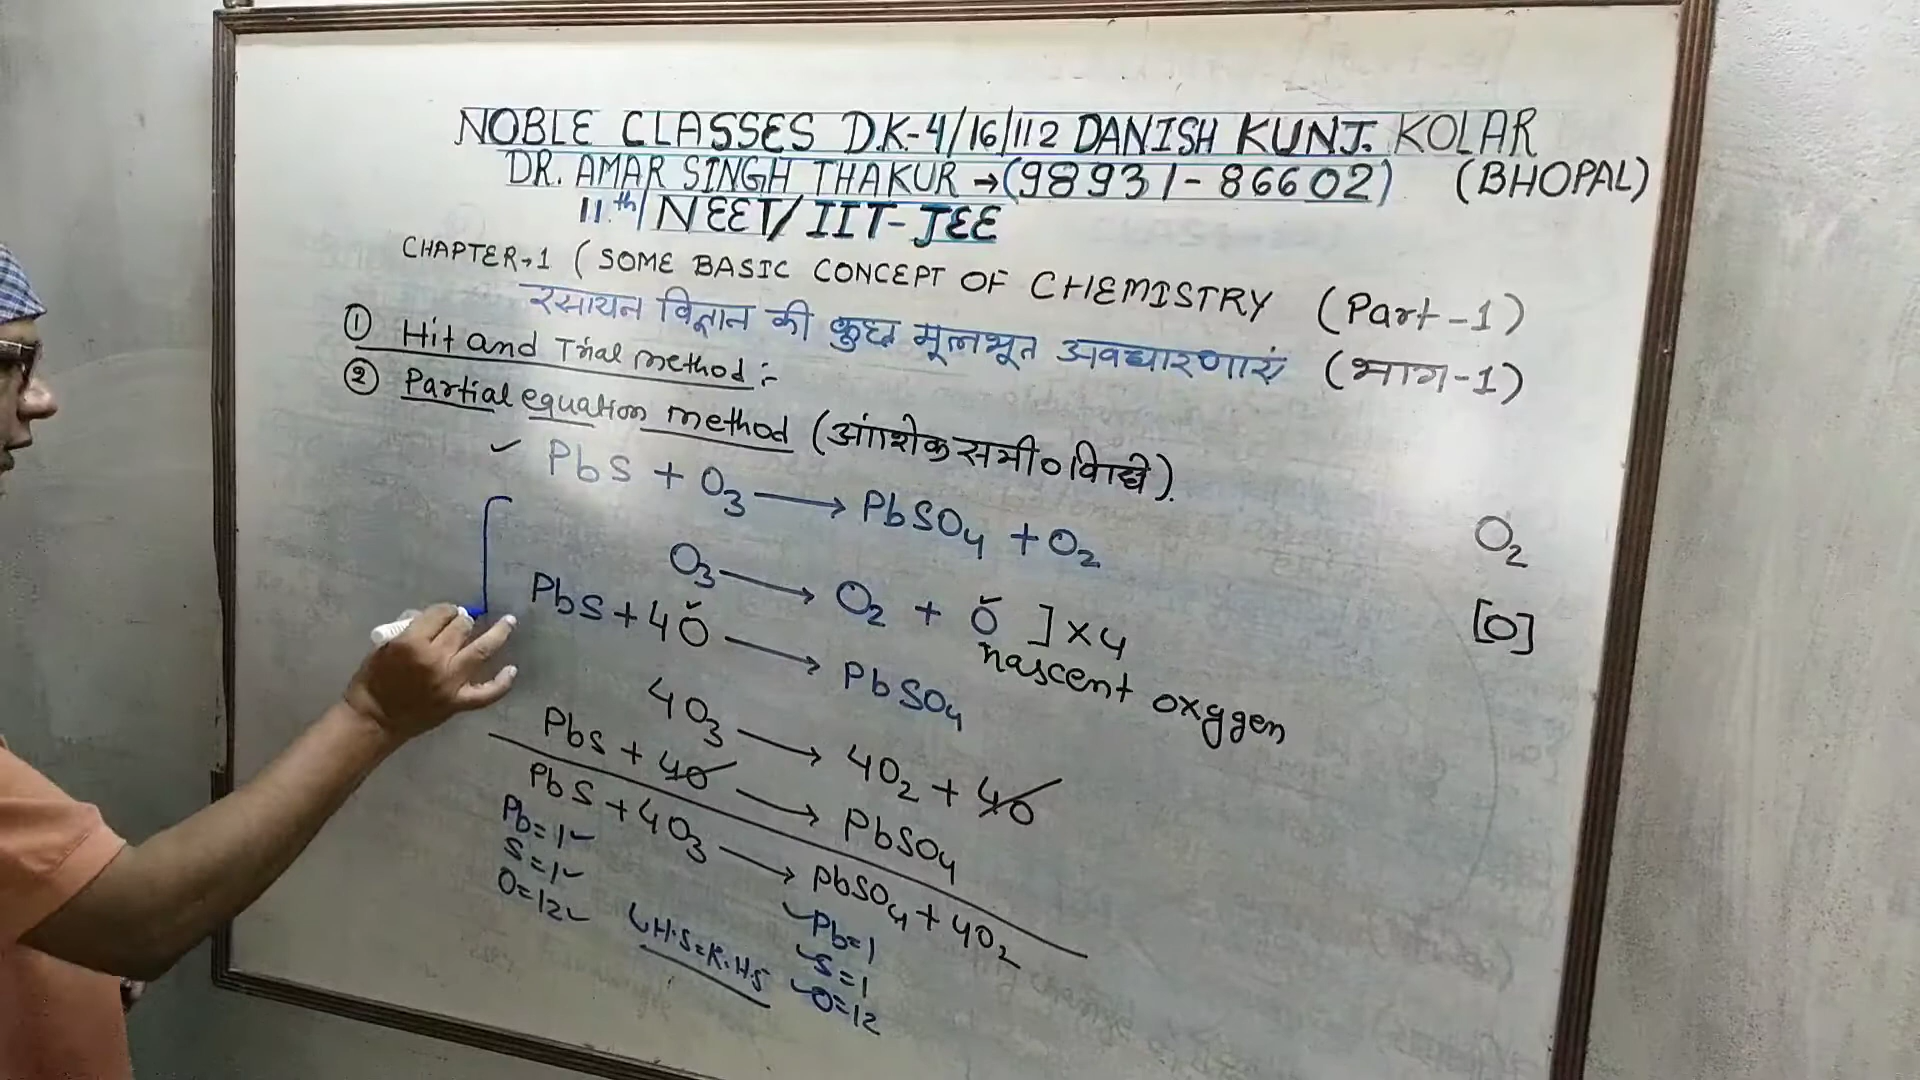 NOBLE CLASSES D.K-4/16/112 DANISH KUNJ. KOLAR
DR. AMAR SINGH THAKUR → (98931-86602) (BHOPAL)
11th/NEET/IIT-JEE
CHAPTER→1 (SOME BASIC CONCEPT OF CHEMISTRY (Part-1)
रसायन विज्ञान की कुछ मूलभूत अवधारणाएं (भाग-1)
① Hit and Trial method:-
② Partial equation method (आंशिक समी० विधि).
✓ PbS + O₃ ⟶ PbSO₄ + O₂
O₂
O₃ ⟶ O₂ + O ] × 4
[O]
nascent oxygen
PbS + 4O ⟶ PbSO₄
4O₃ ⟶ 4O₂ + 4O
PbS + 4O ⟶ PbSO₄
PbS + 4O₃ ⟶ PbSO₄ + 4O₂
Pb=1✓
S=1✓
O=12✓
L.H.S=R.H.S
✓Pb=1
✓S=1
✓O=12